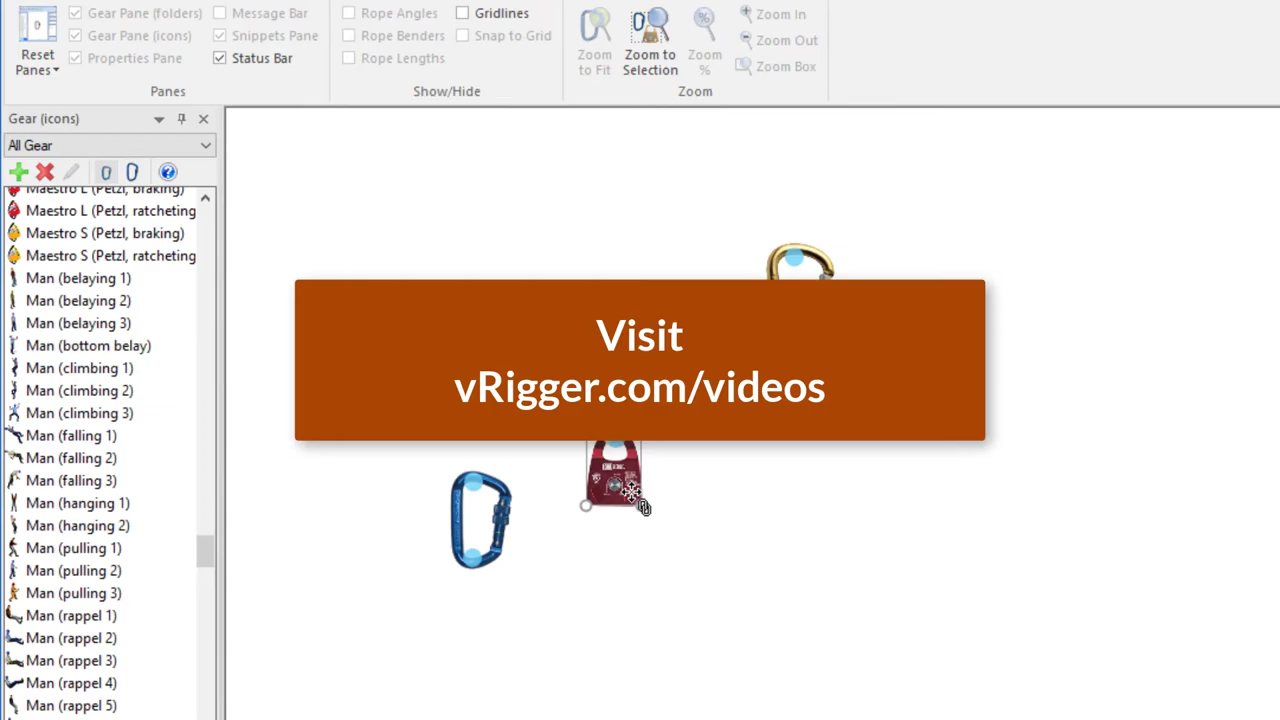 Reset
Panes
Gear Pane (folders)
Gear Pane (icons)
Properties Pane
Message Bar
Snippets Pane
Status Bar
Panes
Rope Angles
Rope Benders
Rope Lengths
Gridlines
Snap to Grid
Show/Hide
Zoom
to Fit
Zoom to
Selection
Zoom
%
Zoom In
Zoom Out
Zoom Box
Zoom
Gear (icons)
All Gear
Maestro L (Petzl, braking)
Maestro L (Petzl, ratcheting
Maestro S (Petzl, braking)
Maestro S (Petzl, ratcheting
Man (belaying 1)
Man (belaying 2)
Man (belaying 3)
Man (bottom belay)
Man (climbing 1)
Man (climbing 2)
Man (climbing 3)
Man (falling 1)
Man (falling 2)
Man (falling 3)
Man (hanging 1)
Man (hanging 2)
Man (pulling 1)
Man (pulling 2)
Man (pulling 3)
Man (rappel 1)
Man (rappel 2)
Man (rappel 3)
Man (rappel 4)
Man (rappel 5)
Visit
vRigger.com/videos